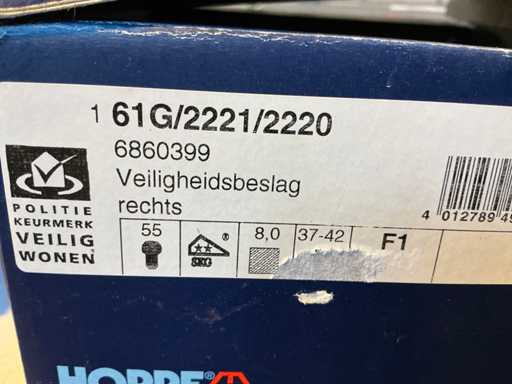 1 61G/2221/2220
6860399
Veiligheidsbeslag
rechts
POLITIE
KEURMERK
VEILIG
WONEN
55
SKG
®
8,0
37-42
F1
4 012789
HOPPE